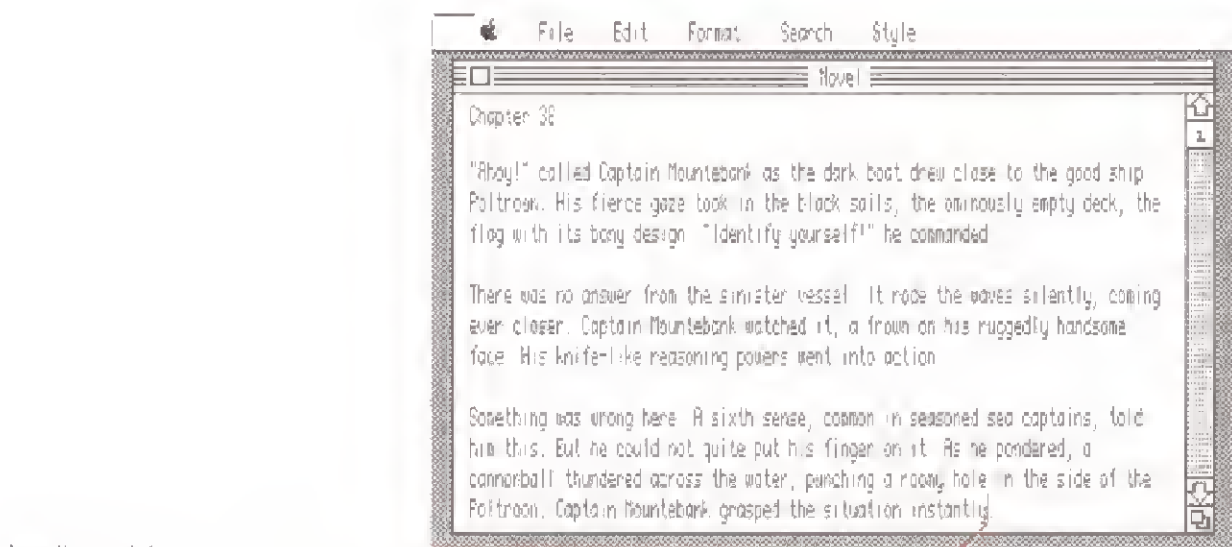 File Edit Format Search Style
Novel
Chapter 38
1
"Ahoy!" called Captain Mountebank as the dark boat drew close to the good ship
Poltroon. His fierce gaze took in the black sails, the ominously empty deck, the
flag with its bony design. "Identify yourself!" he commanded.
There was no answer from the sinister vessel. It rode the waves silently, coming
ever closer. Captain Mountebank watched it, a frown on his ruggedly handsome
face. His knife-like reasoning powers went into action.
Something was wrong here. A sixth sense, common in seasoned sea captains, told
him this. But he could not quite put his finger on it. As he pondered, a
cannonball thundered across the water, punching a roomy hole in the side of the
Poltroon. Captain Mountebank grasped the situation instantly.